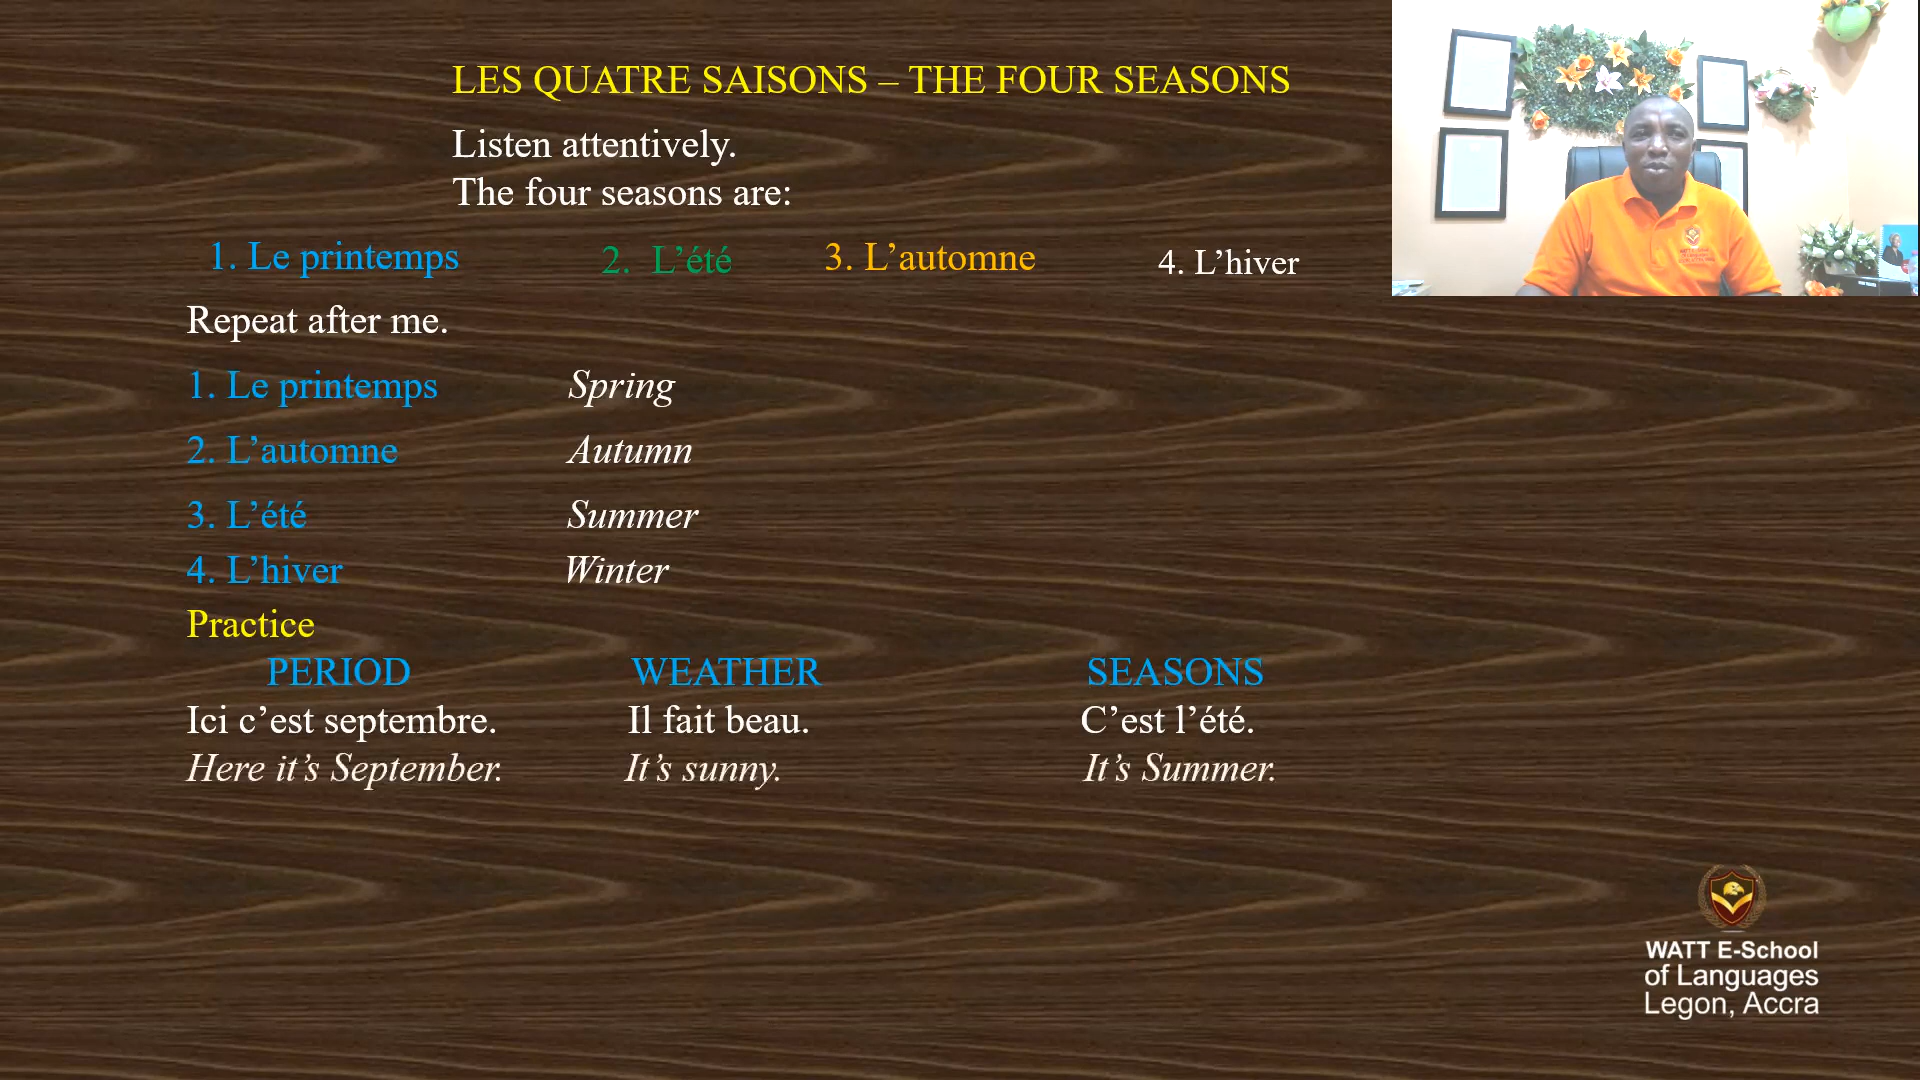 LES QUATRE SAISONS – THE FOUR SEASONS
Listen attentively.
The four seasons are:
1. Le printemps 2. L’été 3. L’automne 4. L’hiver
Repeat after me.
1. Le printemps Spring
2. L’automne Autumn
3. L’été Summer
4. L’hiver Winter
Practice
PERIOD WEATHER SEASONS
Ici c’est septembre. Il fait beau. C’est l’été.
Here it’s September. It’s sunny. It’s Summer.
WATT E-School
of Languages
Legon, Accra